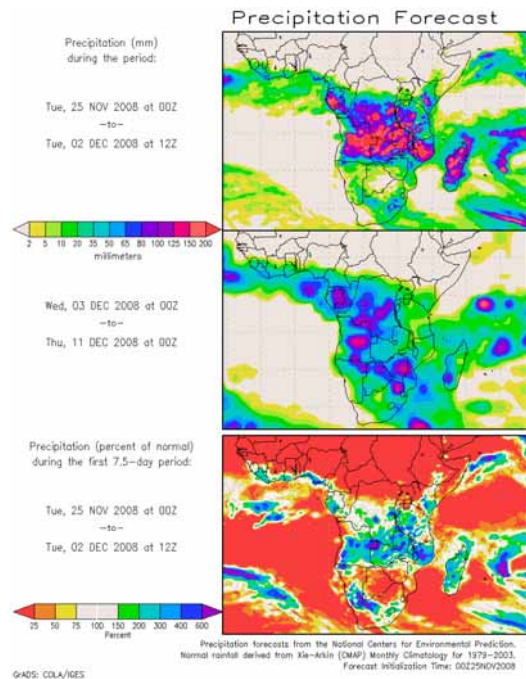 Precipitation Forecast
Precipitation (mm)
during the period:
Tue, 25 NOV 2008 at 00Z
—to—
Tue, 02 DEC 2008 at 12Z
2 5 10 20 35 50 65 80 100 125 150 200
millimeters
Wed, 03 DEC 2008 at 00Z
—to—
Thu, 11 DEC 2008 at 00Z
Precipitation (percent of normal)
during the first 7.5-day period:
Tue, 25 NOV 2008 at 00Z
—to—
Tue, 02 DEC 2008 at 12Z
25 50 75 100 150 200 300 400 600
Percent
Precipitation forecasts from the National Centers for Environmental Prediction.
Normal rainfall derived from Xie-Arkin (CMAP) Monthly Climatology for 1979-2003.
Forecast Initialization Time: 00Z25NOV2008
GrADS: COLA/IGES